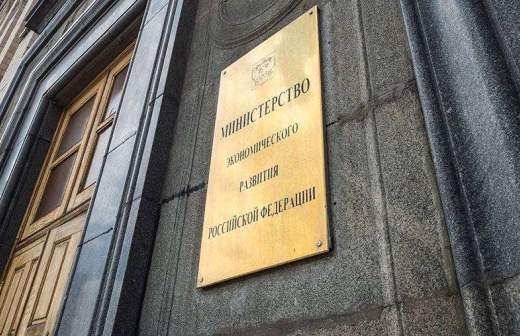 МИНИСТЕРСТВО
ЭКОНОМИЧЕСКОГО
РАЗВИТИЯ
РОССИЙСКОЙ ФЕДЕРАЦИИ